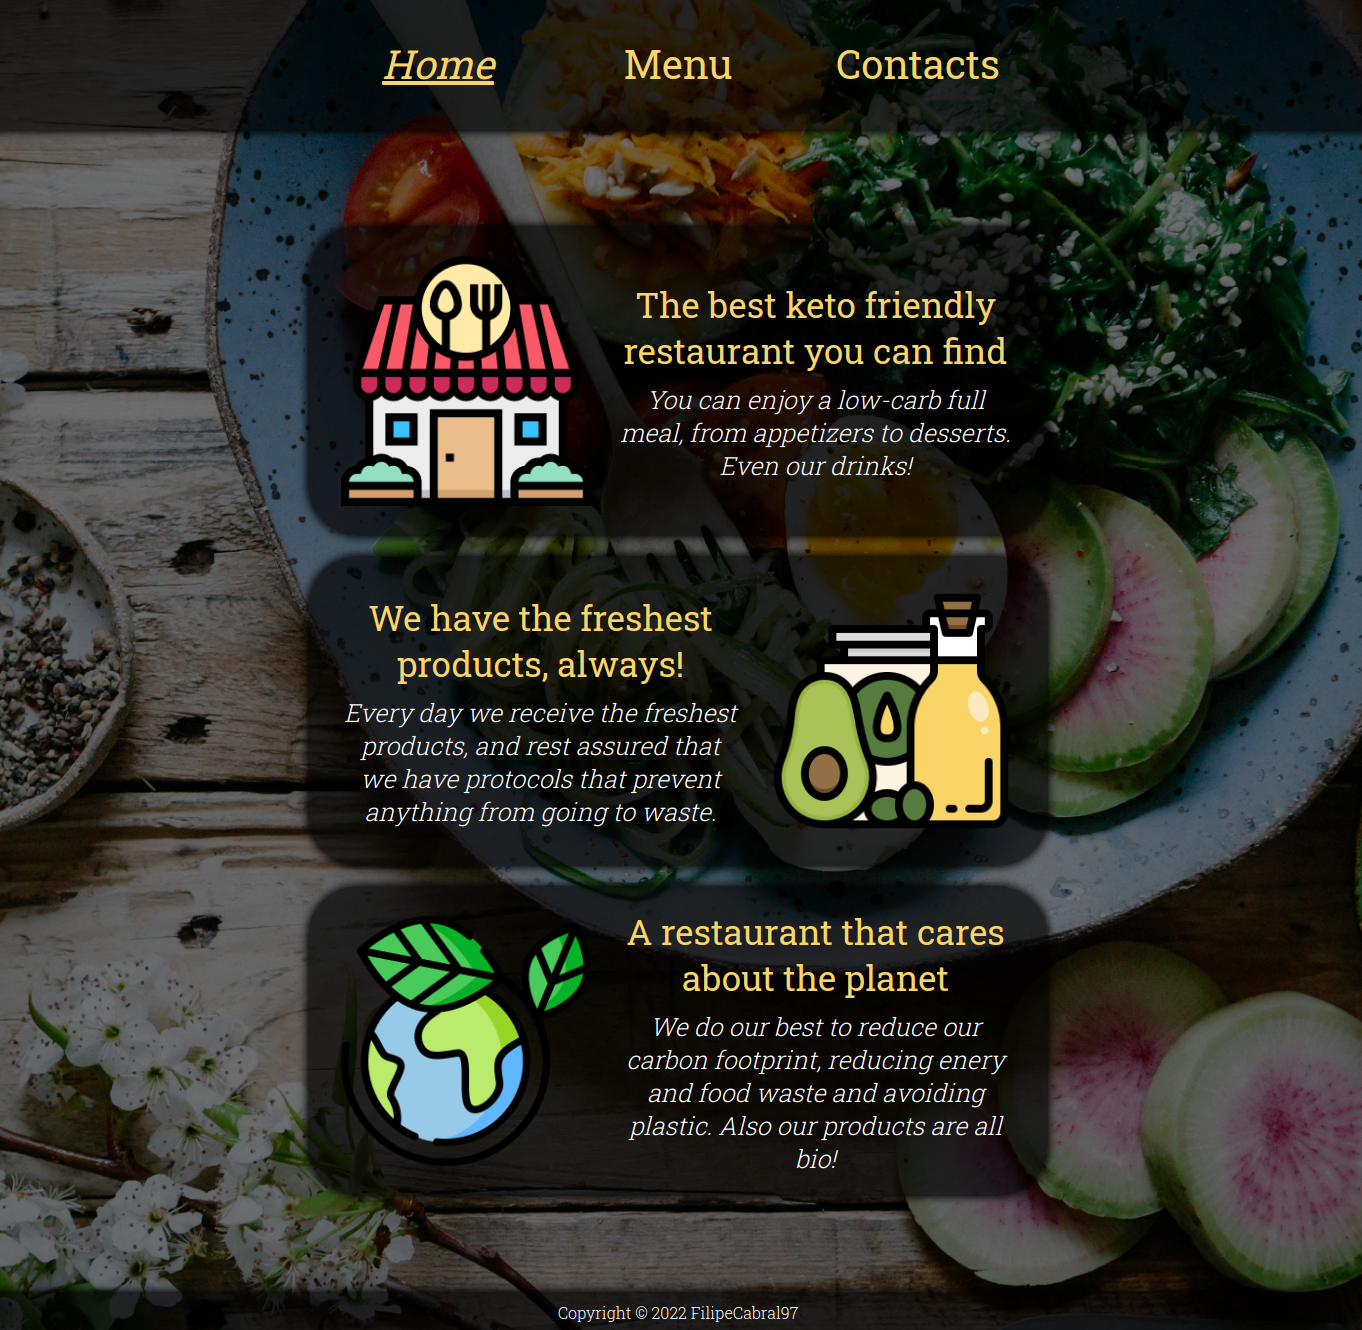 Home Menu Contacts
The best keto friendly
restaurant you can find
You can enjoy a low-carb full
meal, from appetizers to desserts.
Even our drinks!
We have the freshest
products, always!
Every day we receive the freshest
products, and rest assured that
we have protocols that prevent
anything from going to waste.
A restaurant that cares
about the planet
We do our best to reduce our
carbon footprint, reducing enery
and food waste and avoiding
plastic. Also our products are all
bio!
Copyright © 2022 FilipeCabral97